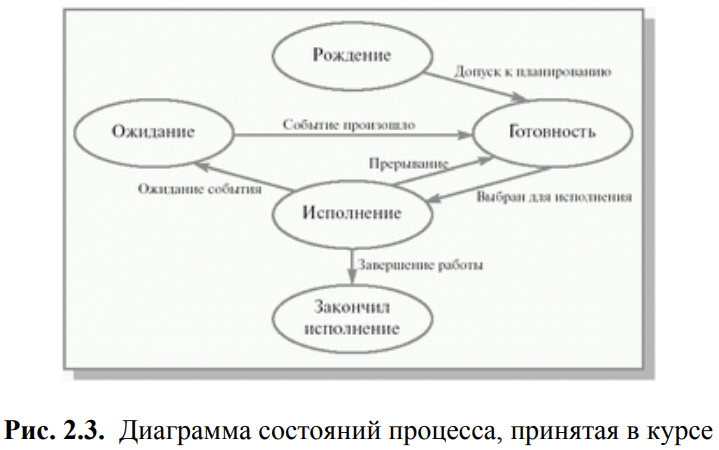 Рождение
Допуск к планированию
Ожидание
Событие произошло
Готовность
Прерывание
Ожидание события
Исполнение
Выбран для исполнения
Завершение работы
Закончил
исполнение
Рис. 2.3. Диаграмма состояний процесса, принятая в курсе